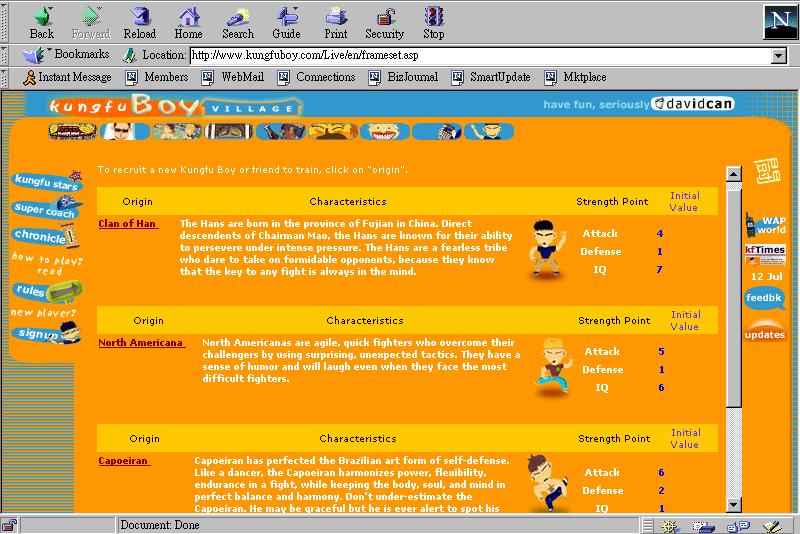 Back Forward Reload Home Search Guide Print Security Stop
N
Bookmarks Location: http://www.kungfuboy.com/Live/en/frameset.asp
Instant Message Members WebMail Connections BizJournal SmartUpdate Mktplace
kungfu Boy VILLAGE have fun, seriously davidcan
To recruit a new Kungfu Boy or friend to train, click on "origin".
kungfu stars
super coach
chronicle
how to play?
read
rules
new player?
signup
Origin Characteristics Strength Point Initial
Value
Clan of Han
The Hans are born in the province of Fujian in China. Direct
descendents of Chairman Mao, the Hans are known for their ability
to persevere under intense pressure. The Hans are a fearless tribe
who dare to take on formidable opponents, because they know
that the key to any fight is always in the mind.
Attack 4
Defense 1
IQ 7
Origin Characteristics Strength Point Initial
Value
North Americana
North Americanas are agile, quick fighters who overcome their
challengers by using surprising, unexpected tactics. They have a
sense of humor and will laugh even when they face the most
difficult fighters.
Attack 5
Defense 1
IQ 6
Origin Characteristics Strength Point Initial
Value
Capoeiran
Capoeiran has perfected the Brazilian art form of self-defense.
Like a dancer, the Capoeiran harmonizes power, flexibility,
endurance in a fight, while keeping the body, soul, and mind in
perfect balance and harmony. Don't under-estimate the
Capoeiran. He may be graceful but he is ever alert to spot his
Attack 6
Defense 2
IQ 1
WAP
world
kfTimes
12 Jul
feedbk
updates
Document: Done